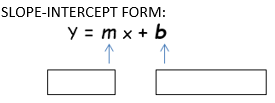 SLOPE-INTERCEPT FORM:
Y = m x + b